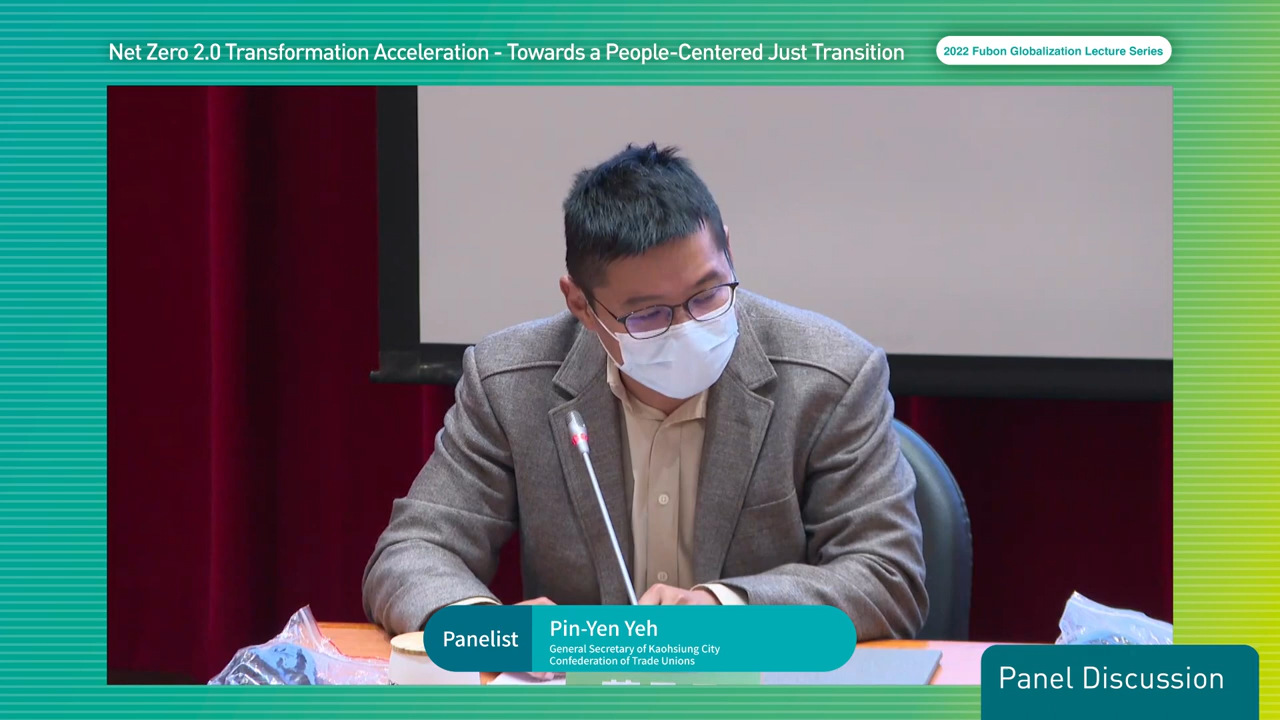 Net Zero 2.0 Transformation Acceleration - Towards a People-Centered Just Transition
2022 Fubon Globalization Lecture Series
Panelist
Pin-Yen Yeh
General Secretary of Kaohsiung City
Confederation of Trade Unions
Panel Discussion